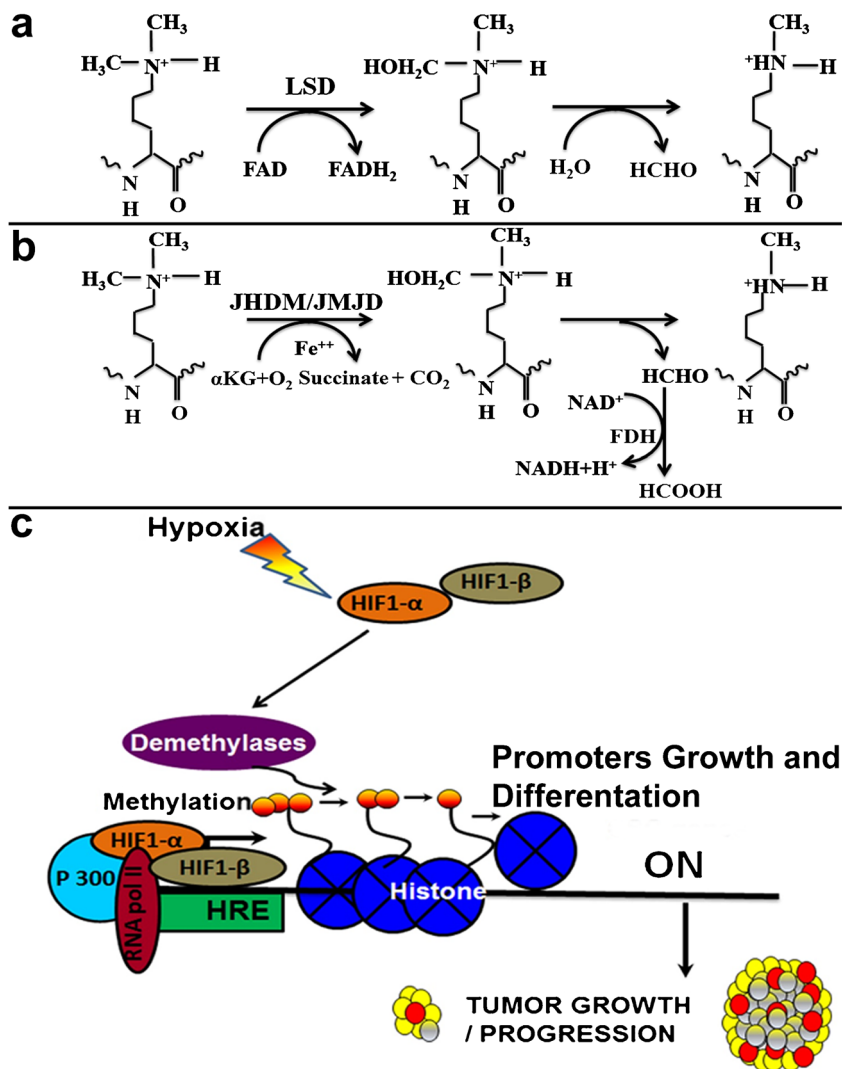 a
CH₃
H₃C
N⁺
H
N
H
O
LSD
FAD
FADH₂
CH₃
HOH₂C
N⁺
H
N
H
O
H₂O
HCHO
CH₃
⁺HN
H
N
H
O
b
CH₃
H₃C
N⁺
H
N
H
O
JHDM/JMJD
Fe⁺⁺
αKG+O₂ Succinate + CO₂
CH₃
HOH₂C
N⁺
H
N
H
O
HCHO
NAD⁺
FDH
NADH+H⁺
HCOOH
CH₃
⁺HN
H
N
H
O
c
Hypoxia
HIF1-α
HIF1-β
Demethylases
Methylation
Promoters Growth and
Differentation
HIF1-α
P 300
HIF1-β
RNA pol II
HRE
Histone
ON
TUMOR GROWTH
/ PROGRESSION